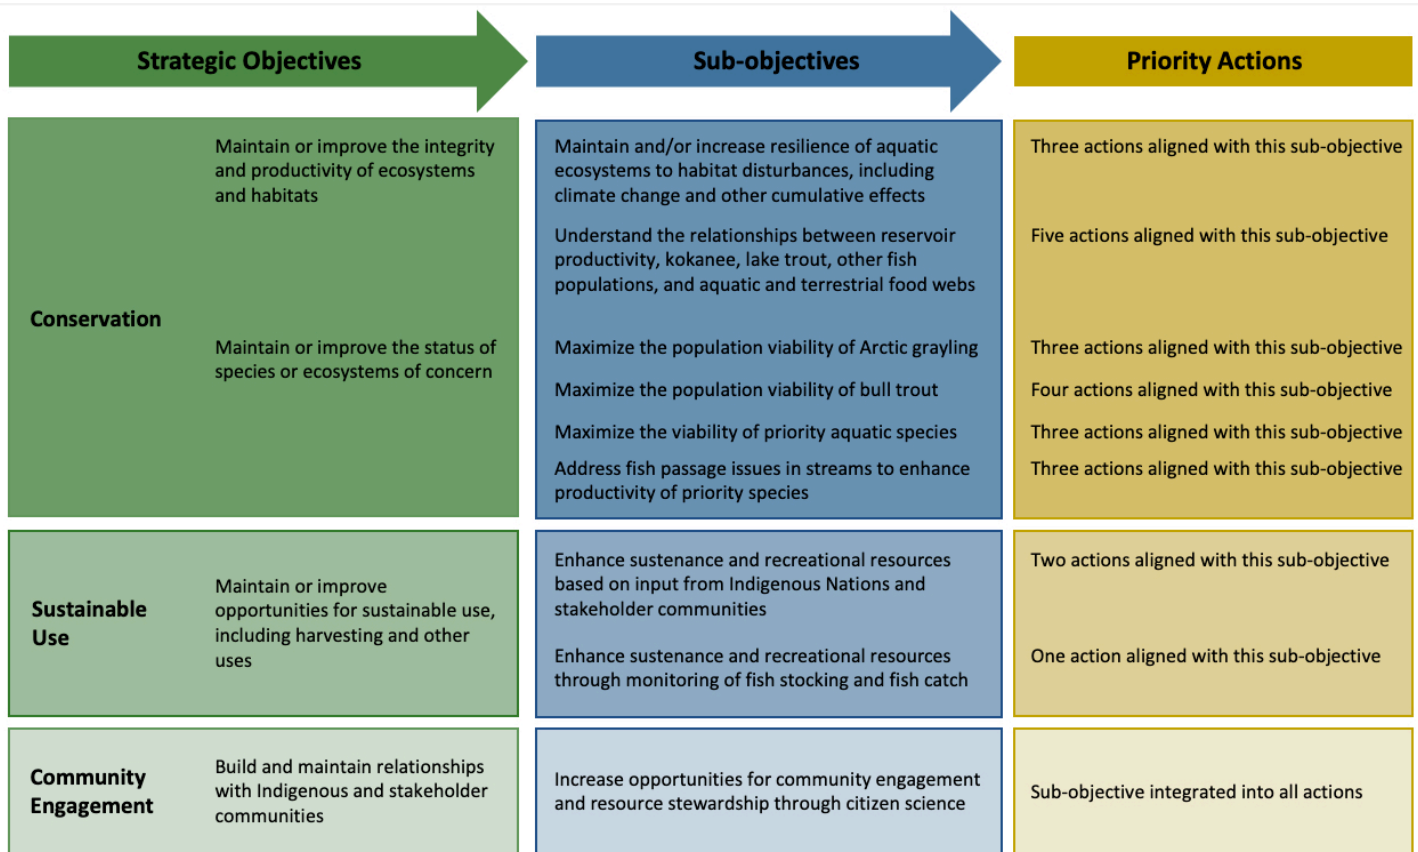 Strategic Objectives
Sub-objectives
Priority Actions
Conservation
Maintain or improve the integrity
and productivity of ecosystems
and habitats
Maintain and/or increase resilience of aquatic
ecosystems to habitat disturbances, including
climate change and other cumulative effects
Three actions aligned with this sub-objective
Understand the relationships between reservoir
productivity, kokanee, lake trout, other fish
populations, and aquatic and terrestrial food webs
Five actions aligned with this sub-objective
Maintain or improve the status of
species or ecosystems of concern
Maximize the population viability of Arctic grayling
Three actions aligned with this sub-objective
Maximize the population viability of bull trout
Four actions aligned with this sub-objective
Maximize the viability of priority aquatic species
Three actions aligned with this sub-objective
Address fish passage issues in streams to enhance
productivity of priority species
Three actions aligned with this sub-objective
Sustainable
Use
Maintain or improve
opportunities for sustainable use,
including harvesting and other
uses
Enhance sustenance and recreational resources
based on input from Indigenous Nations and
stakeholder communities
Two actions aligned with this sub-objective
Enhance sustenance and recreational resources
through monitoring of fish stocking and fish catch
One action aligned with this sub-objective
Community
Engagement
Build and maintain relationships
with Indigenous and stakeholder
communities
Increase opportunities for community engagement
and resource stewardship through citizen science
Sub-objective integrated into all actions